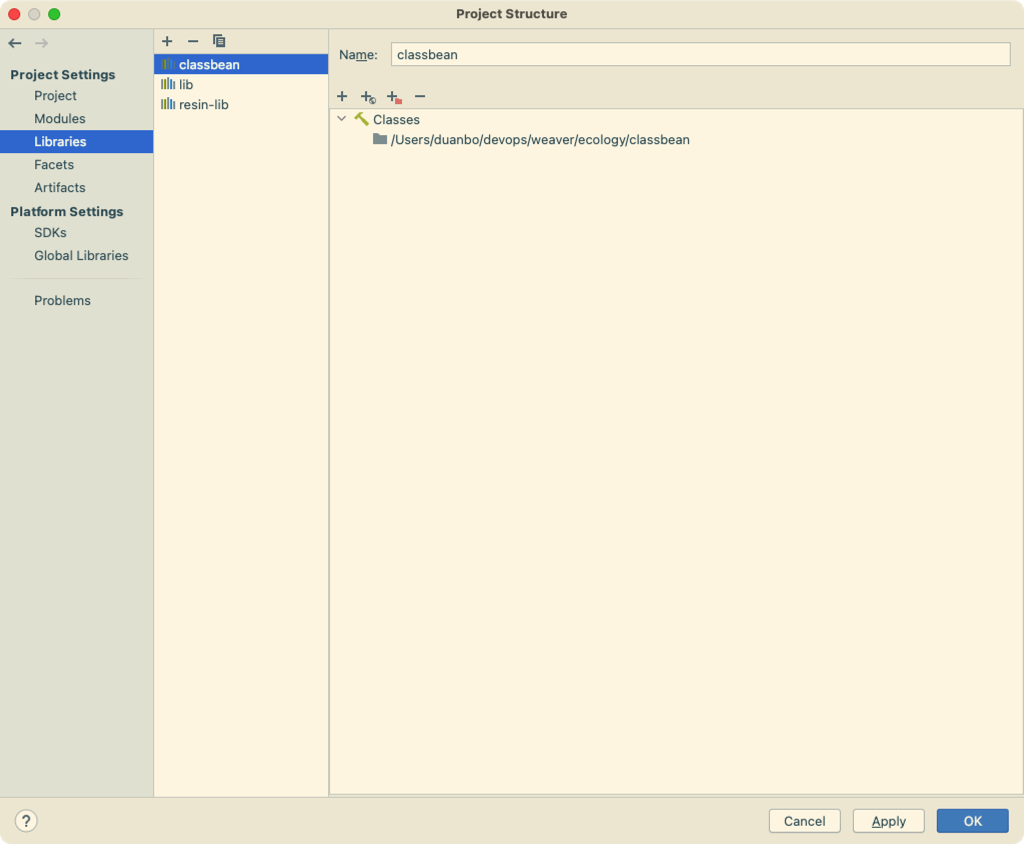 Project Structure
Project Settings
Project
Modules
Libraries
Facets
Artifacts
Platform Settings
SDKs
Global Libraries
Problems
classbean
lib
resin-lib
Name: classbean
Classes
/Users/duanbo/devops/weaver/ecology/classbean
?
Cancel
Apply
OK